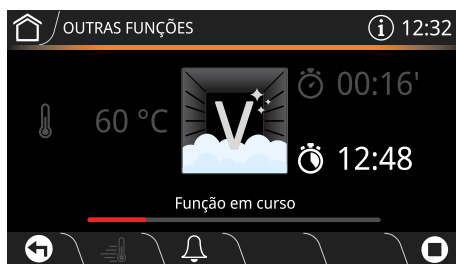 OUTRAS FUNÇÕES
12:32
60 °C
V
00:16'
12:48
Função em curso